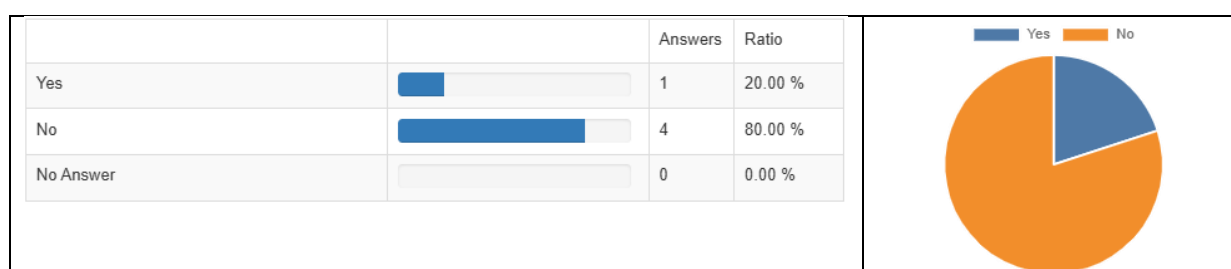 Answers Ratio
Yes 1 20.00 %
No 4 80.00 %
No Answer 0 0.00 %
Yes No